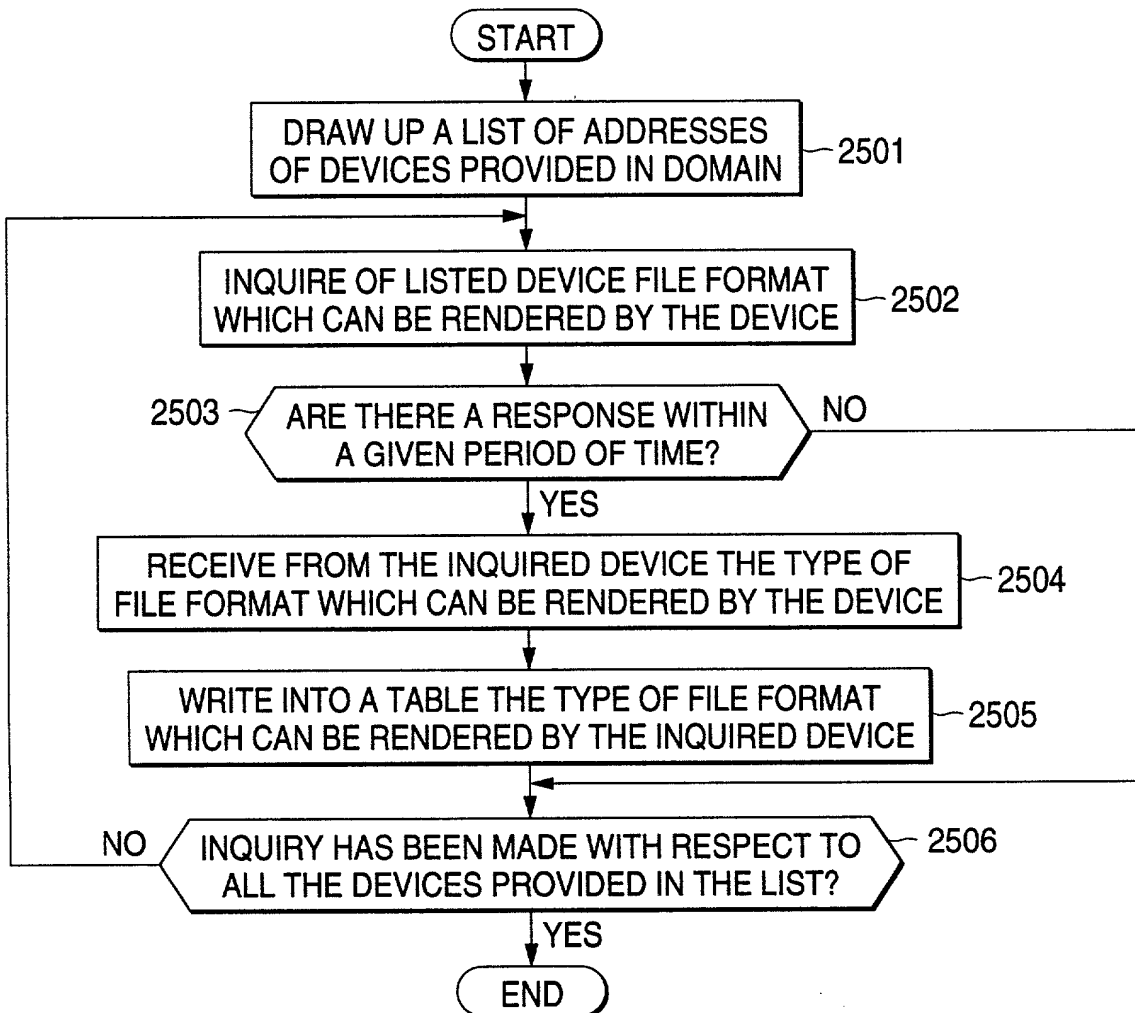 START
DRAW UP A LIST OF ADDRESSES
OF DEVICES PROVIDED IN DOMAIN
2501
INQUIRE OF LISTED DEVICE FILE FORMAT
WHICH CAN BE RENDERED BY THE DEVICE
2502
2503
ARE THERE A RESPONSE WITHIN
A GIVEN PERIOD OF TIME?
NO
YES
RECEIVE FROM THE INQUIRED DEVICE THE TYPE OF
FILE FORMAT WHICH CAN BE RENDERED BY THE DEVICE
2504
WRITE INTO A TABLE THE TYPE OF FILE FORMAT
WHICH CAN BE RENDERED BY THE INQUIRED DEVICE
2505
NO
INQUIRY HAS BEEN MADE WITH RESPECT TO
ALL THE DEVICES PROVIDED IN THE LIST?
2506
YES
END